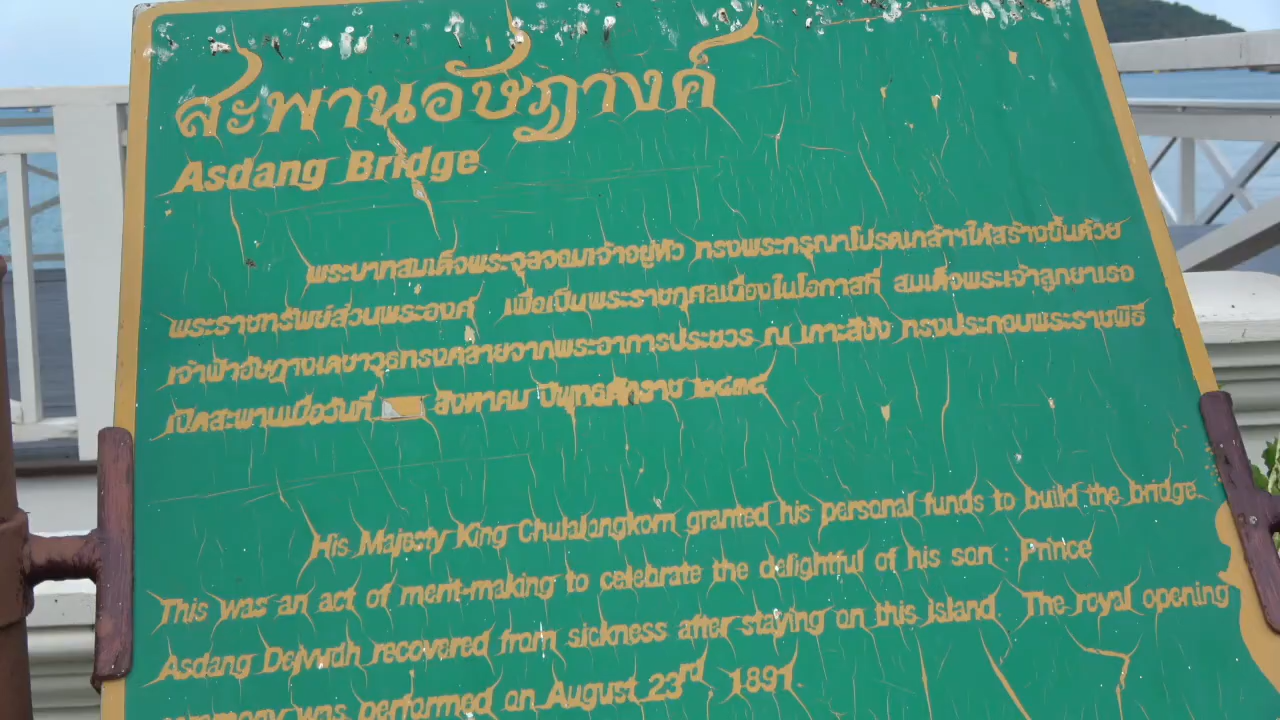 สะพานอัษฎางค์
Asdang Bridge
พระบาทสมเด็จพระจุลจอมเจ้าอยู่หัว ทรงพระกรุณาโปรดเกล้าฯให้สร้างขึ้นด้วย
พระราชทรัพย์ส่วนพระองค์ เพื่อเป็นพระราชกุศลเนื่องในโอกาสที่ สมเด็จพระเจ้าลูกยาเธอ
เจ้าฟ้าอัษฎางเดชาวุธทรงคลายจากพระอาการประชวร ณ เกาะสีชัง ทรงประกอบพระราชพิธี
เปิดสะพานเมื่อวันที่ สิงหาคม ปีพุทธศักราช ๒๔๓๔
His Majesty King Chulalongkorn granted his personal funds to build the bridge.
This was an act of merit-making to celebrate the delightful of his son : Prince
Asdang Dejvudh recovered from sickness after staying on this island. The royal opening
was performed on August 23rd, 1891.